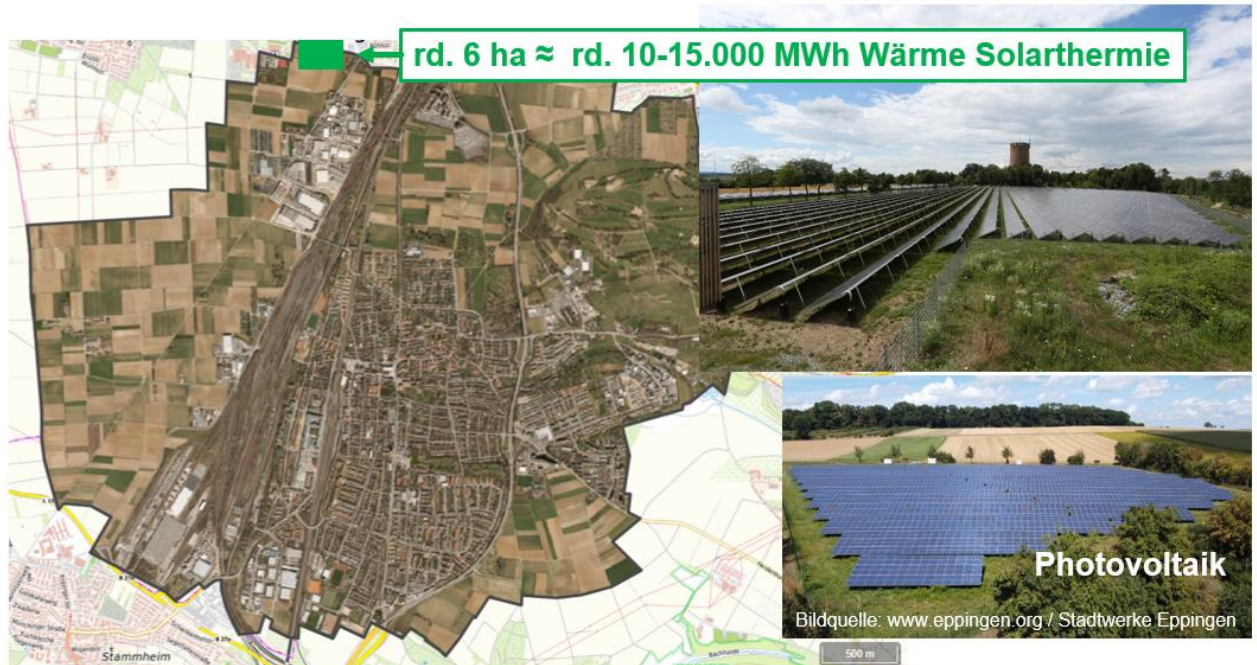 rd. 6 ha ≈ rd. 10-15.000 MWh Wärme Solarthermie
Photovoltaik
Bildquelle: www.eppingen.org / Stadtwerke Eppingen
Stammheim
500 m